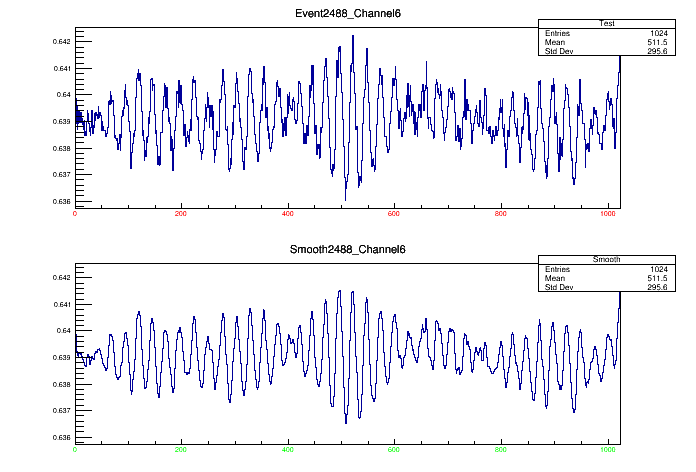 Event2488_Channel6
Test
Entries 1024
Mean 511.5
Std Dev 295.6
0.642
0.641
0.64
0.639
0.638
0.637
0.636
0 200 400 600 800 1000
Smooth2488_Channel6
Smooth
Entries 1024
Mean 511.5
Std Dev 295.6
0.642
0.641
0.64
0.639
0.638
0.637
0.636
0 200 400 600 800 1000